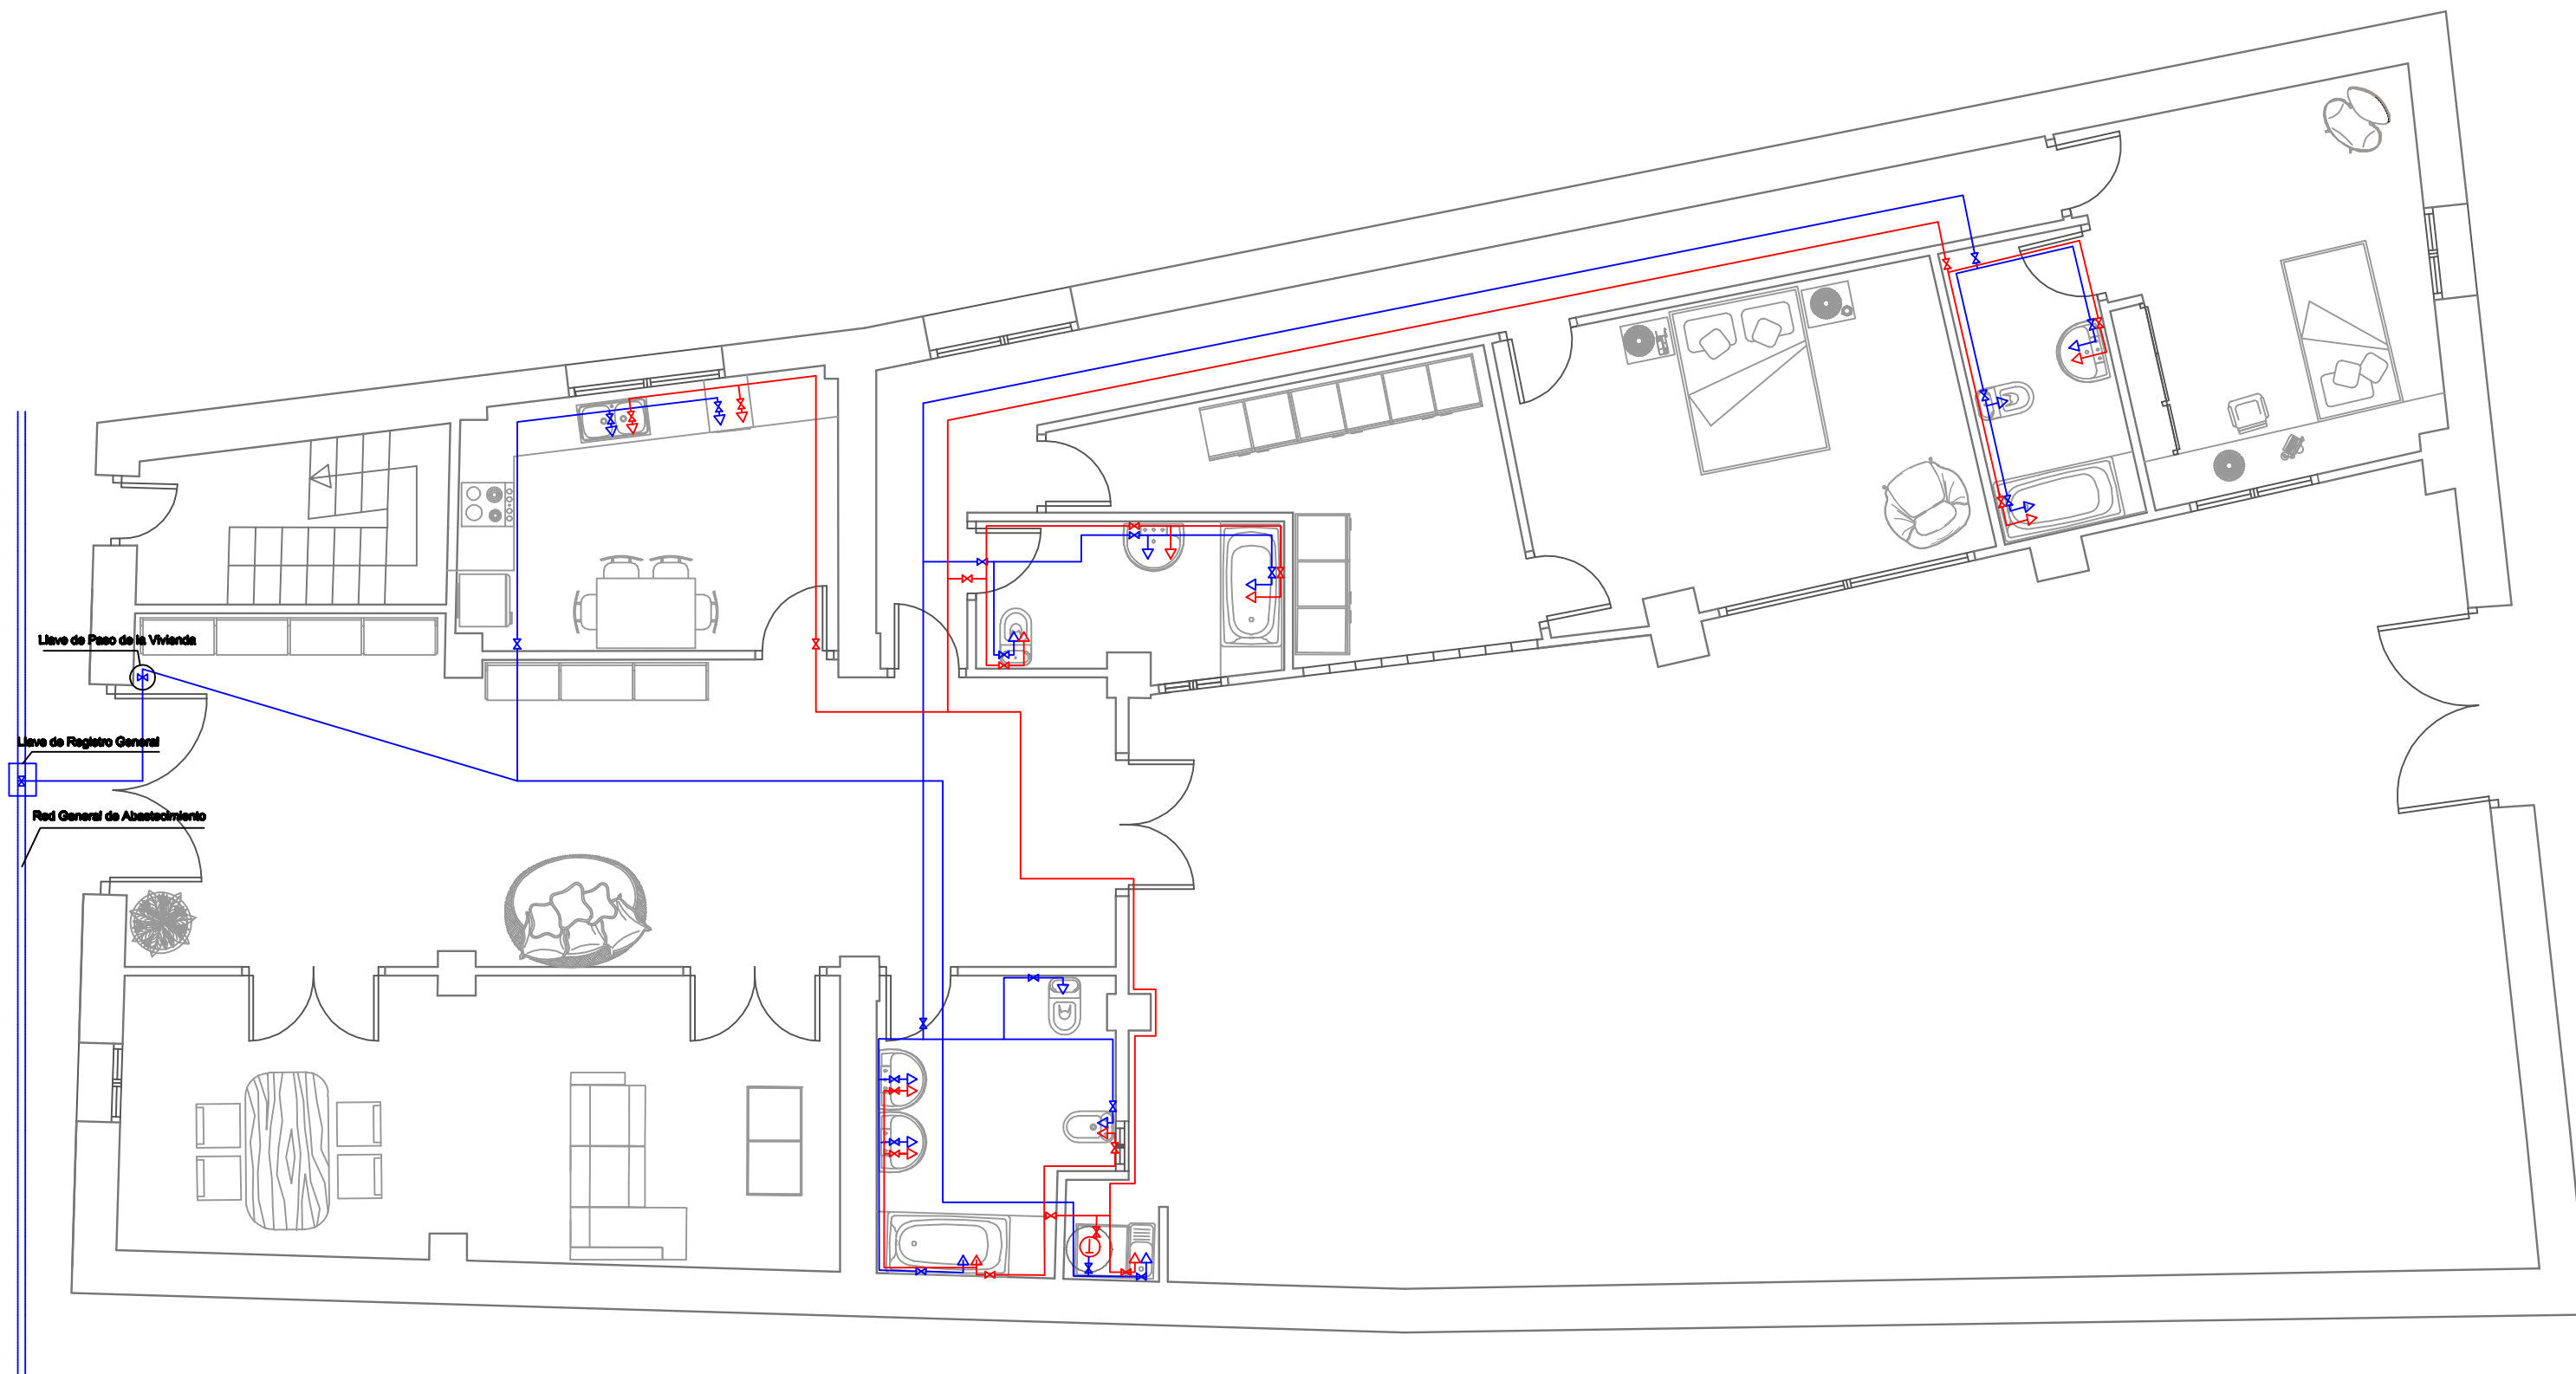 Llave de Paso de la Vivienda
Llave de Registro General
Red General de Abastecimiento